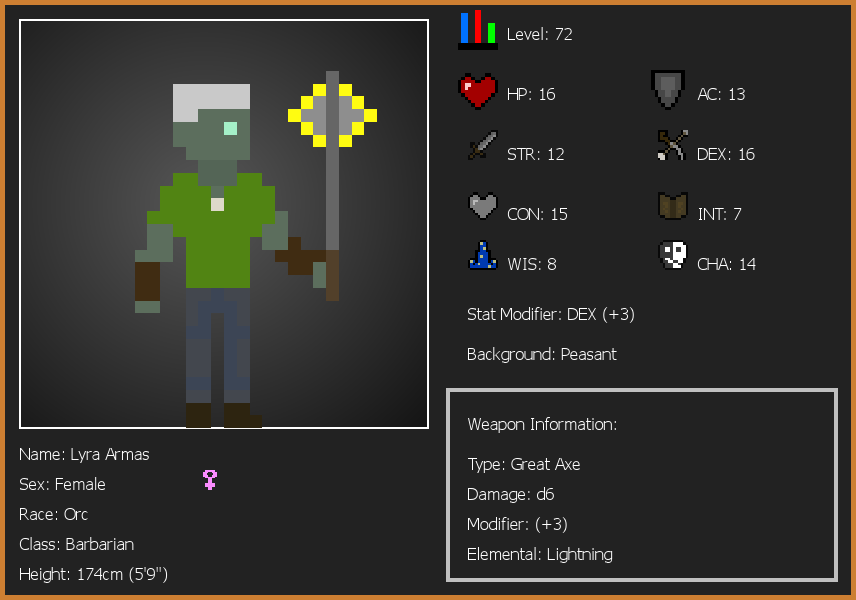 Level: 72
HP: 16
AC: 13
STR: 12
DEX: 16
CON: 15
INT: 7
WIS: 8
CHA: 14
Stat Modifier: DEX (+3)
Background: Peasant
Weapon Information:
Type: Great Axe
Damage: d6
Modifier: (+3)
Elemental: Lightning
Name: Lyra Armas
Sex: Female
Race: Orc
Class: Barbarian
Height: 174cm (5'9")